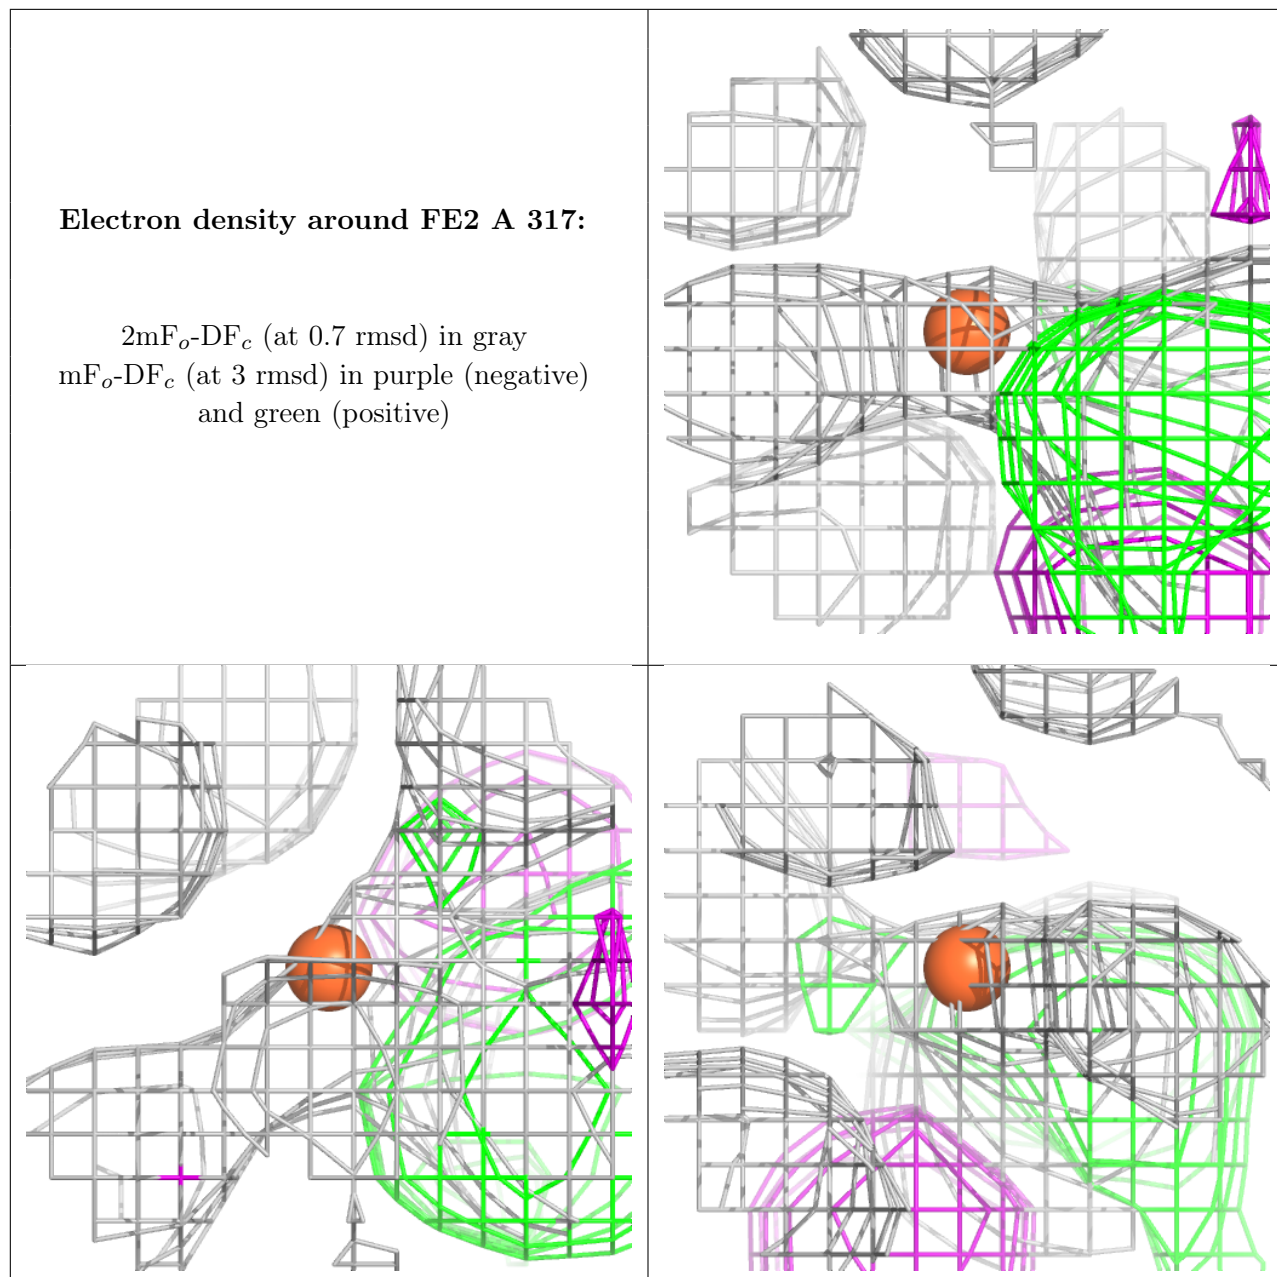 Electron density around FE2 A 317:
2mFo-DFc (at 0.7 rmsd) in gray
mFo-DFc (at 3 rmsd) in purple (negative)
and green (positive)